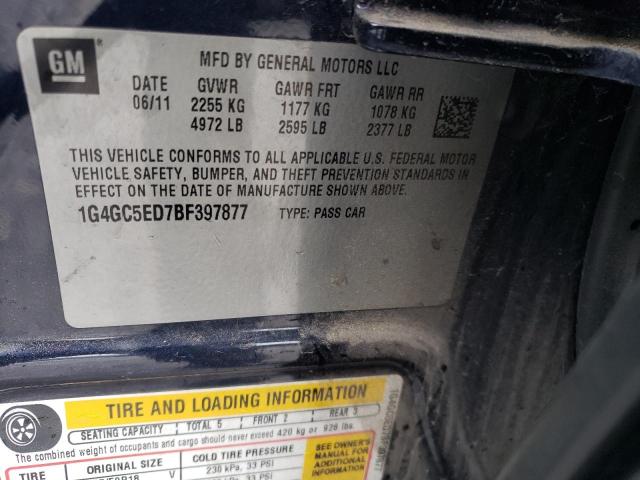 GM
MFD BY GENERAL MOTORS LLC
DATE GVWR GAWR FRT GAWR RR
06/11 2255 KG 1177 KG 1078 KG
4972 LB 2595 LB 2377 LB
THIS VEHICLE CONFORMS TO ALL APPLICABLE U.S. FEDERAL MOTOR
VEHICLE SAFETY, BUMPER, AND THEFT PREVENTION STANDARDS IN
EFFECT ON THE DATE OF MANUFACTURE SHOWN ABOVE.
1G4GC5ED7BF397877 TYPE: PASS CAR
TIRE AND LOADING INFORMATION
SEATING CAPACITY TOTAL 5 FRONT 2 REAR 3
The combined weight of occupants and cargo should never exceed 420 kg or 926 lbs.
TIRE ORIGINAL SIZE COLD TIRE PRESSURE
V 230 kPa, 33 PSI
SEE OWNER'S
MANUAL FOR
ADDITIONAL
INFORMATION